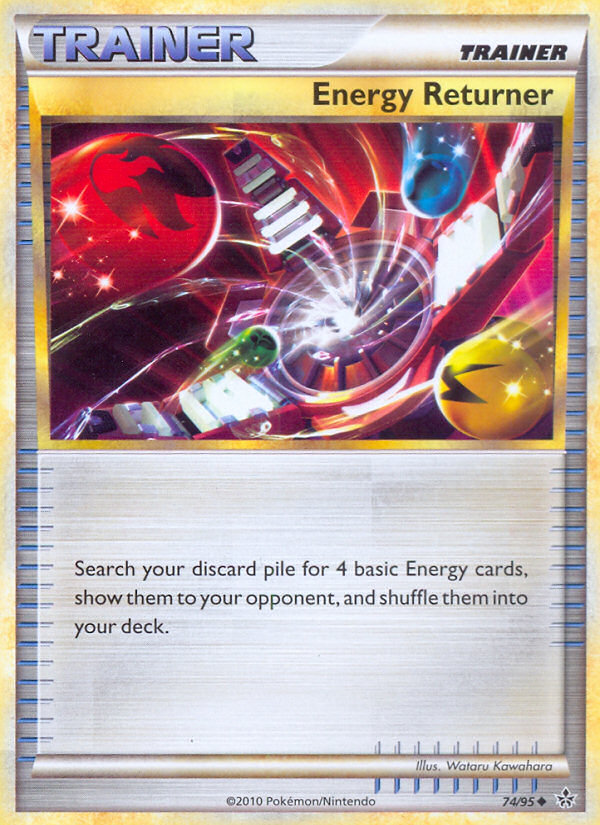 TRAINER
TRAINER
Energy Returner
Search your discard pile for 4 basic Energy cards,
show them to your opponent, and shuffle them into
your deck.
Illus. Wataru Kawahara
©2010 Pokémon/Nintendo
74/95